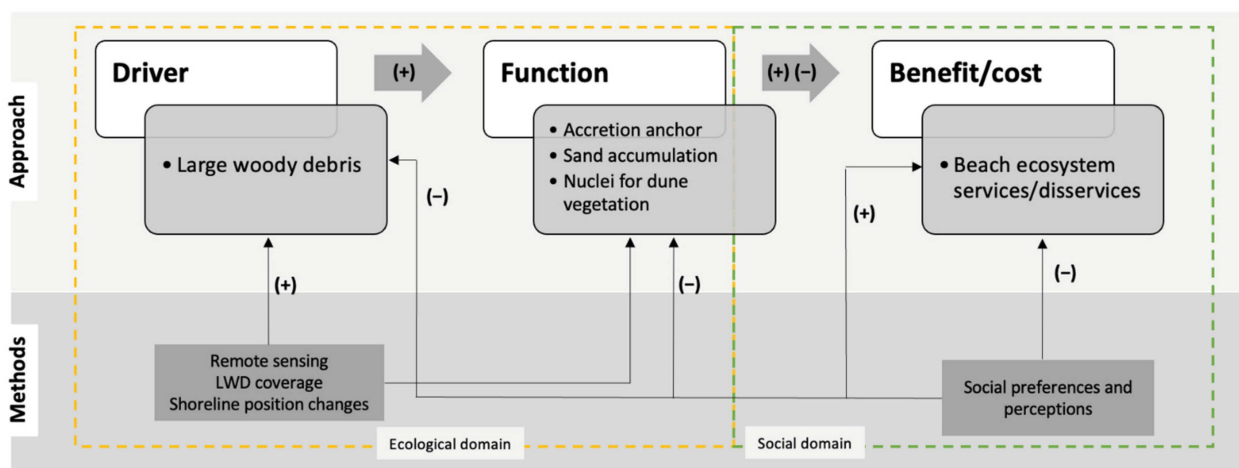 Approach
Driver
(+)
Function
(+) (−)
Benefit/cost
• Large woody debris
• Accretion anchor
• Sand accumulation
• Nuclei for dune
vegetation
• Beach ecosystem
services/disservices
(−)
(+)
(+)
(−)
(−)
Methods
Remote sensing
LWD coverage
Shoreline position changes
Social preferences and
perceptions
Ecological domain
Social domain